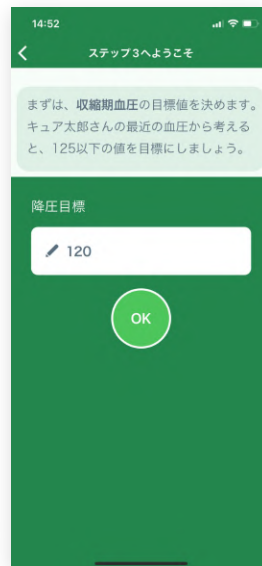 14:52
ステップ3へようこそ
まずは、収縮期血圧の目標値を決めます。
キュア太郎さんの最近の血圧から考える
と、125以下の値を目標にしましょう。
降圧目標
120
OK